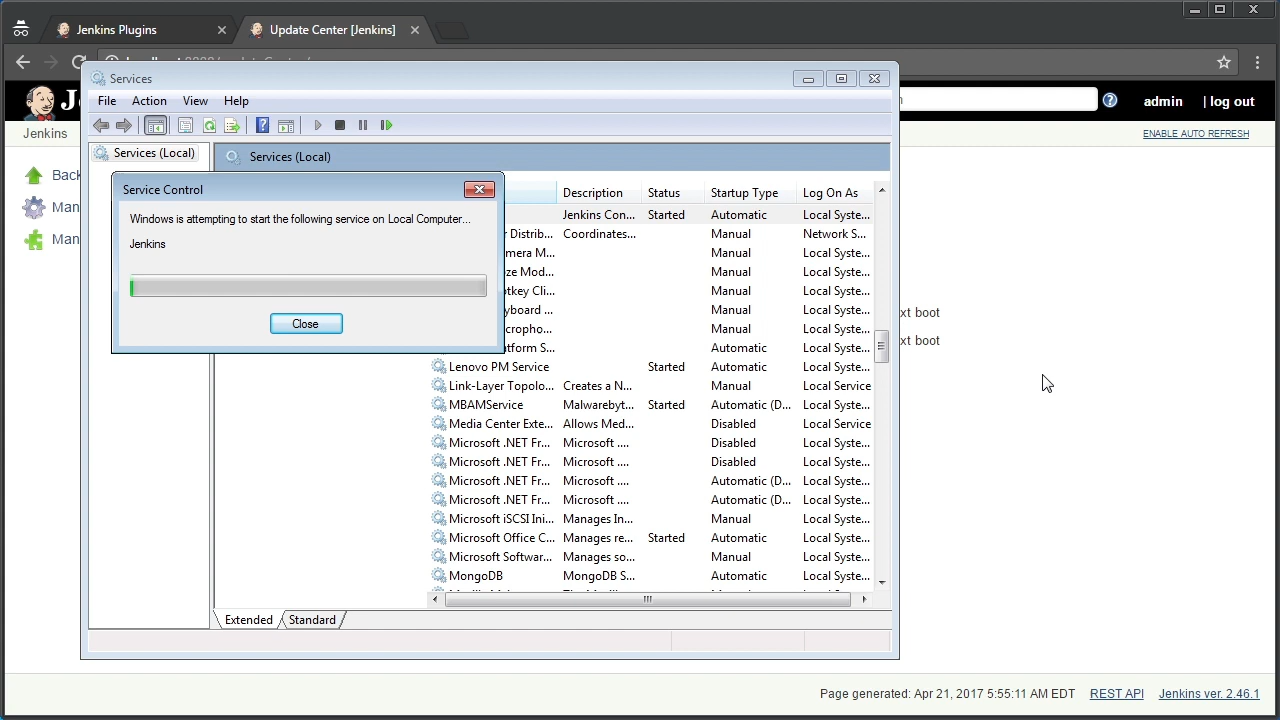 Jenkins Plugins
Update Center [Jenkins]
Services
File Action View Help
admin | log out
Jenkins
ENABLE AUTO REFRESH
Services (Local)
Services (Local)
Back
Man
Man
Service Control
Windows is attempting to start the following service on Local Computer...
Jenkins
Close
Description Status Startup Type Log On As
Jenkins Con... Started Automatic Local Syste...
Distrib... Coordinates... Manual Network S...
M... Manual Local Syste...
Mod... Manual Local Syste...
Cli... Manual Local Syste...
... Manual Local Syste...
... Manual Local Syste...
S... Automatic Local Syste...
Lenovo PM Service Started Automatic Local Syste...
Link-Layer Topolo... Creates a N... Manual Local Service
MBAMService Malwarebyt... Started Automatic (D... Local Syste...
Media Center Exte... Allows Med... Disabled Local Service
Microsoft .NET Fr... Microsoft .... Disabled Local Syste...
Microsoft .NET Fr... Microsoft .... Disabled Local Syste...
Microsoft .NET Fr... Microsoft .... Automatic (D... Local Syste...
Microsoft .NET Fr... Microsoft .... Automatic (D... Local Syste...
Microsoft iSCSI Ini... Manages In... Manual Local Syste...
Microsoft Office C... Manages re... Started Automatic Local Syste...
Microsoft Softwar... Manages so... Manual Local Syste...
MongoDB MongoDB S... Automatic Local Syste...
xt boot
xt boot
Extended Standard
Page generated: Apr 21, 2017 5:55:11 AM EDT REST API Jenkins ver. 2.46.1